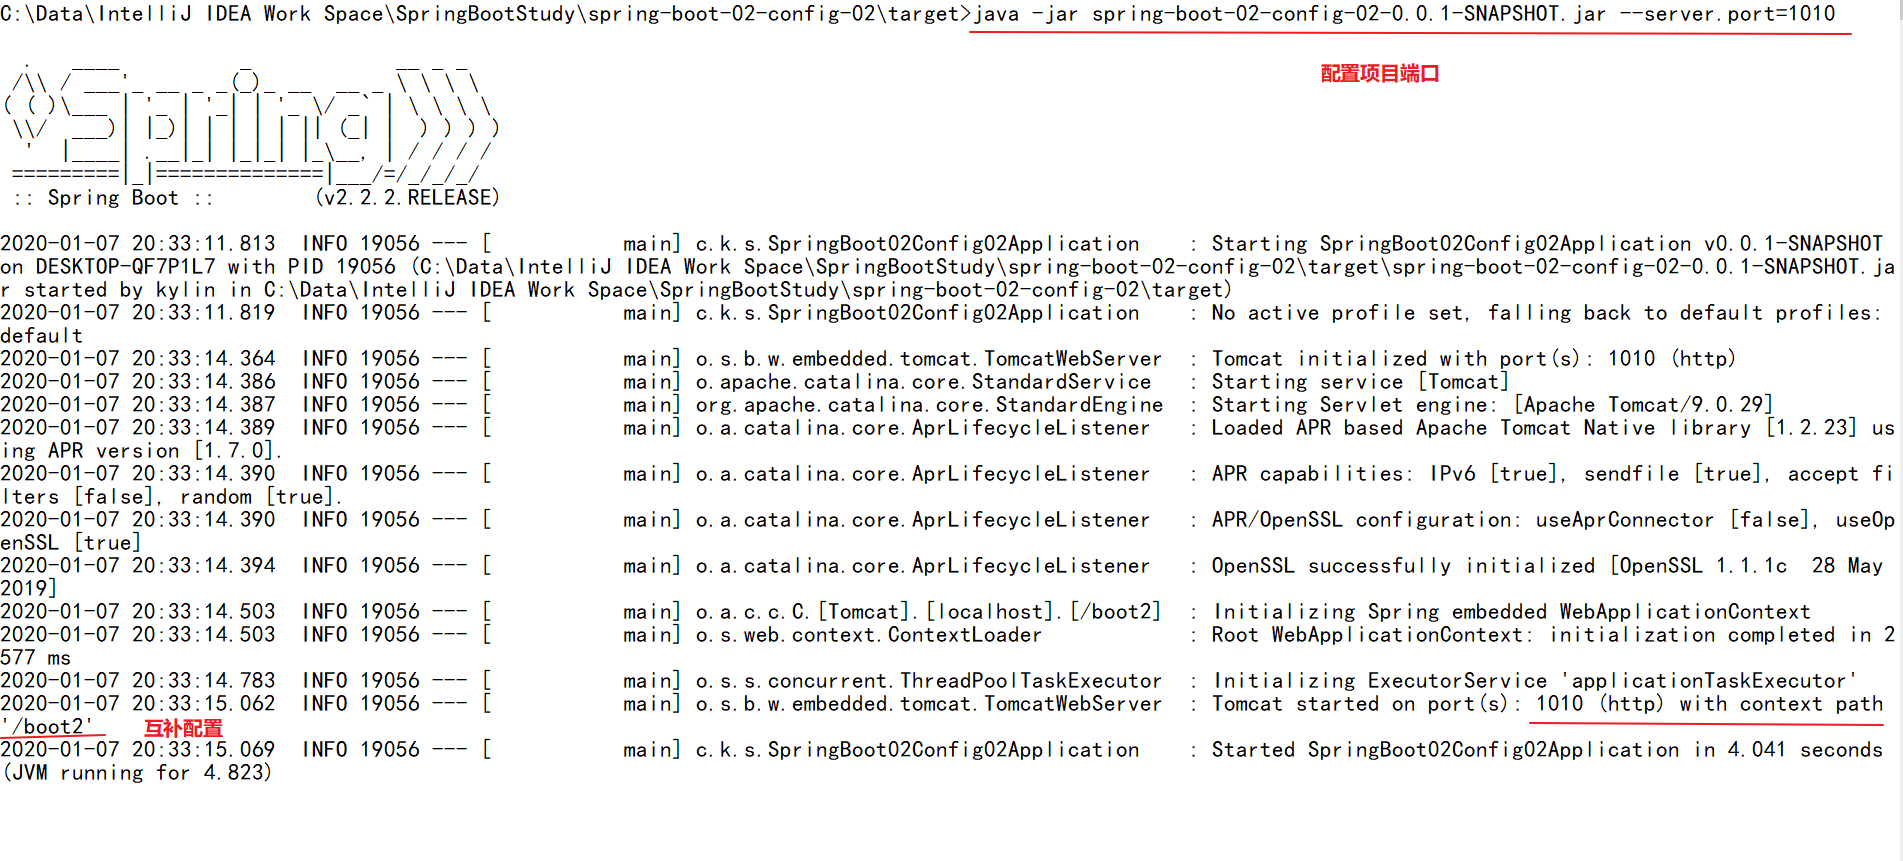 C:\Data\IntelliJ IDEA Work Space\SpringBootStudy\spring-boot-02-config-02\target>java -jar spring-boot-02-config-02-0.0.1-SNAPSHOT.jar --server.port=1010
配置项目端口
  .   ____          _            __ _ _
 /\\ / ___'_ __ _ _(_)_ __  __ _ \ \ \ \
( ( )\___ | '_ | '_| | '_ \/ _` | \ \ \ \
 \\/  ___)| |_)| | | | | || (_| |  ) ) ) )
  '  |____| .__|_| |_|_| |_\__, | / / / /
 =========|_|==============|___/=/_/_/_/
 :: Spring Boot ::        (v2.2.2.RELEASE)
2020-01-07 20:33:11.813  INFO 19056 --- [           main] c.k.s.SpringBoot02Config02Application    : Starting SpringBoot02Config02Application v0.0.1-SNAPSHOT
on DESKTOP-QF7P1L7 with PID 19056 (C:\Data\IntelliJ IDEA Work Space\SpringBootStudy\spring-boot-02-config-02\target\spring-boot-02-config-02-0.0.1-SNAPSHOT.ja
r started by kylin in C:\Data\IntelliJ IDEA Work Space\SpringBootStudy\spring-boot-02-config-02\target)
2020-01-07 20:33:11.819  INFO 19056 --- [           main] c.k.s.SpringBoot02Config02Application    : No active profile set, falling back to default profiles:
default
2020-01-07 20:33:14.364  INFO 19056 --- [           main] o.s.b.w.embedded.tomcat.TomcatWebServer  : Tomcat initialized with port(s): 1010 (http)
2020-01-07 20:33:14.386  INFO 19056 --- [           main] o.apache.catalina.core.StandardService   : Starting service [Tomcat]
2020-01-07 20:33:14.387  INFO 19056 --- [           main] org.apache.catalina.core.StandardEngine  : Starting Servlet engine: [Apache Tomcat/9.0.29]
2020-01-07 20:33:14.389  INFO 19056 --- [           main] o.a.catalina.core.AprLifecycleListener   : Loaded APR based Apache Tomcat Native library [1.2.23] us
ing APR version [1.7.0].
2020-01-07 20:33:14.390  INFO 19056 --- [           main] o.a.catalina.core.AprLifecycleListener   : APR capabilities: IPv6 [true], sendfile [true], accept fi
lters [false], random [true].
2020-01-07 20:33:14.390  INFO 19056 --- [           main] o.a.catalina.core.AprLifecycleListener   : APR/OpenSSL configuration: useAprConnector [false], useOp
enSSL [true]
2020-01-07 20:33:14.394  INFO 19056 --- [           main] o.a.catalina.core.AprLifecycleListener   : OpenSSL successfully initialized [OpenSSL 1.1.1c  28 May
2019]
2020-01-07 20:33:14.503  INFO 19056 --- [           main] o.a.c.c.C.[Tomcat].[localhost].[/boot2]  : Initializing Spring embedded WebApplicationContext
2020-01-07 20:33:14.503  INFO 19056 --- [           main] o.s.web.context.ContextLoader            : Root WebApplicationContext: initialization completed in 2
577 ms
2020-01-07 20:33:14.783  INFO 19056 --- [           main] o.s.s.concurrent.ThreadPoolTaskExecutor  : Initializing ExecutorService 'applicationTaskExecutor'
2020-01-07 20:33:15.062  INFO 19056 --- [           main] o.s.b.w.embedded.tomcat.TomcatWebServer  : Tomcat started on port(s): 1010 (http) with context path
'/boot2' 互补配置
2020-01-07 20:33:15.069  INFO 19056 --- [           main] c.k.s.SpringBoot02Config02Application    : Started SpringBoot02Config02Application in 4.041 seconds
(JVM running for 4.823)